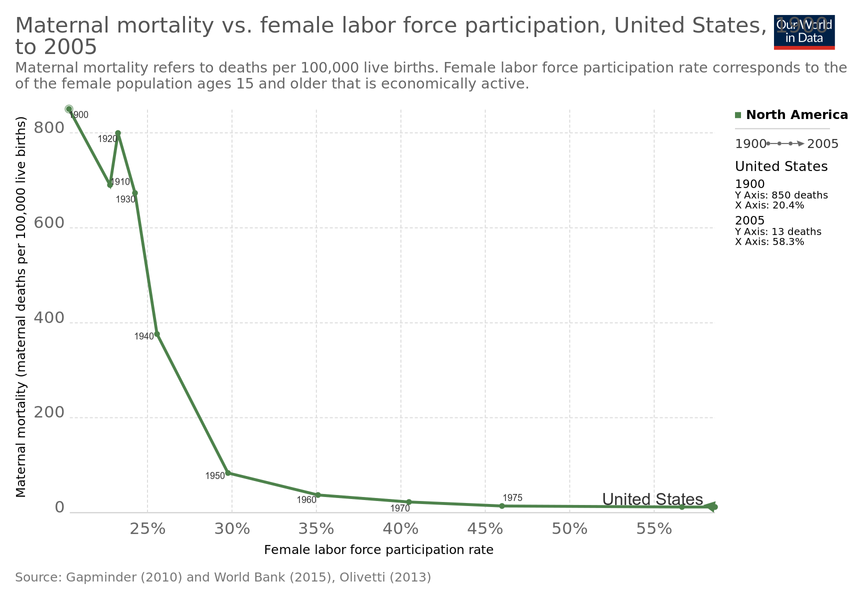 Maternal mortality vs. female labor force participation, United States, 1900
to 2005
Our World
in Data
Maternal mortality refers to deaths per 100,000 live births. Female labor force participation rate corresponds to the
of the female population ages 15 and older that is economically active.
North America
1900 2005
United States
1900
Y Axis: 850 deaths
X Axis: 20.4%
2005
Y Axis: 13 deaths
X Axis: 58.3%
Maternal mortality (maternal deaths per 100,000 live births)
800
600
400
200
0
1900
1920
1910
1930
1940
1950
1960
1970
1975
United States
25% 30% 35% 40% 45% 50% 55%
Female labor force participation rate
Source: Gapminder (2010) and World Bank (2015), Olivetti (2013)